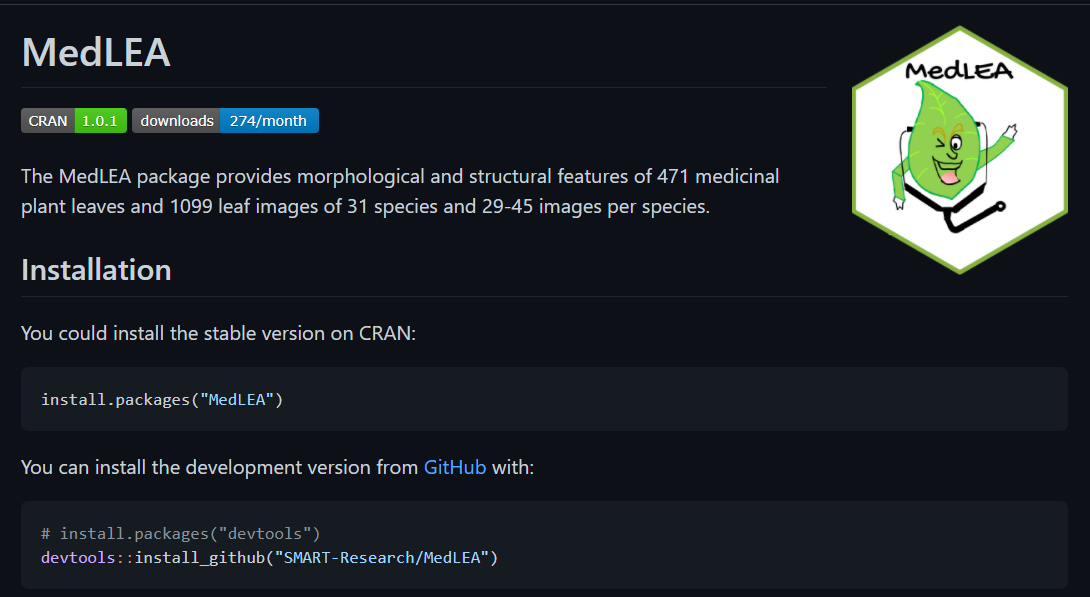 MedLEA
MedLEA
CRAN 1.0.1 downloads 274/month
The MedLEA package provides morphological and structural features of 471 medicinal
plant leaves and 1099 leaf images of 31 species and 29-45 images per species.
Installation
You could install the stable version on CRAN:
install.packages("MedLEA")
You can install the development version from GitHub with:
# install.packages("devtools")
devtools::install_github("SMART-Research/MedLEA")